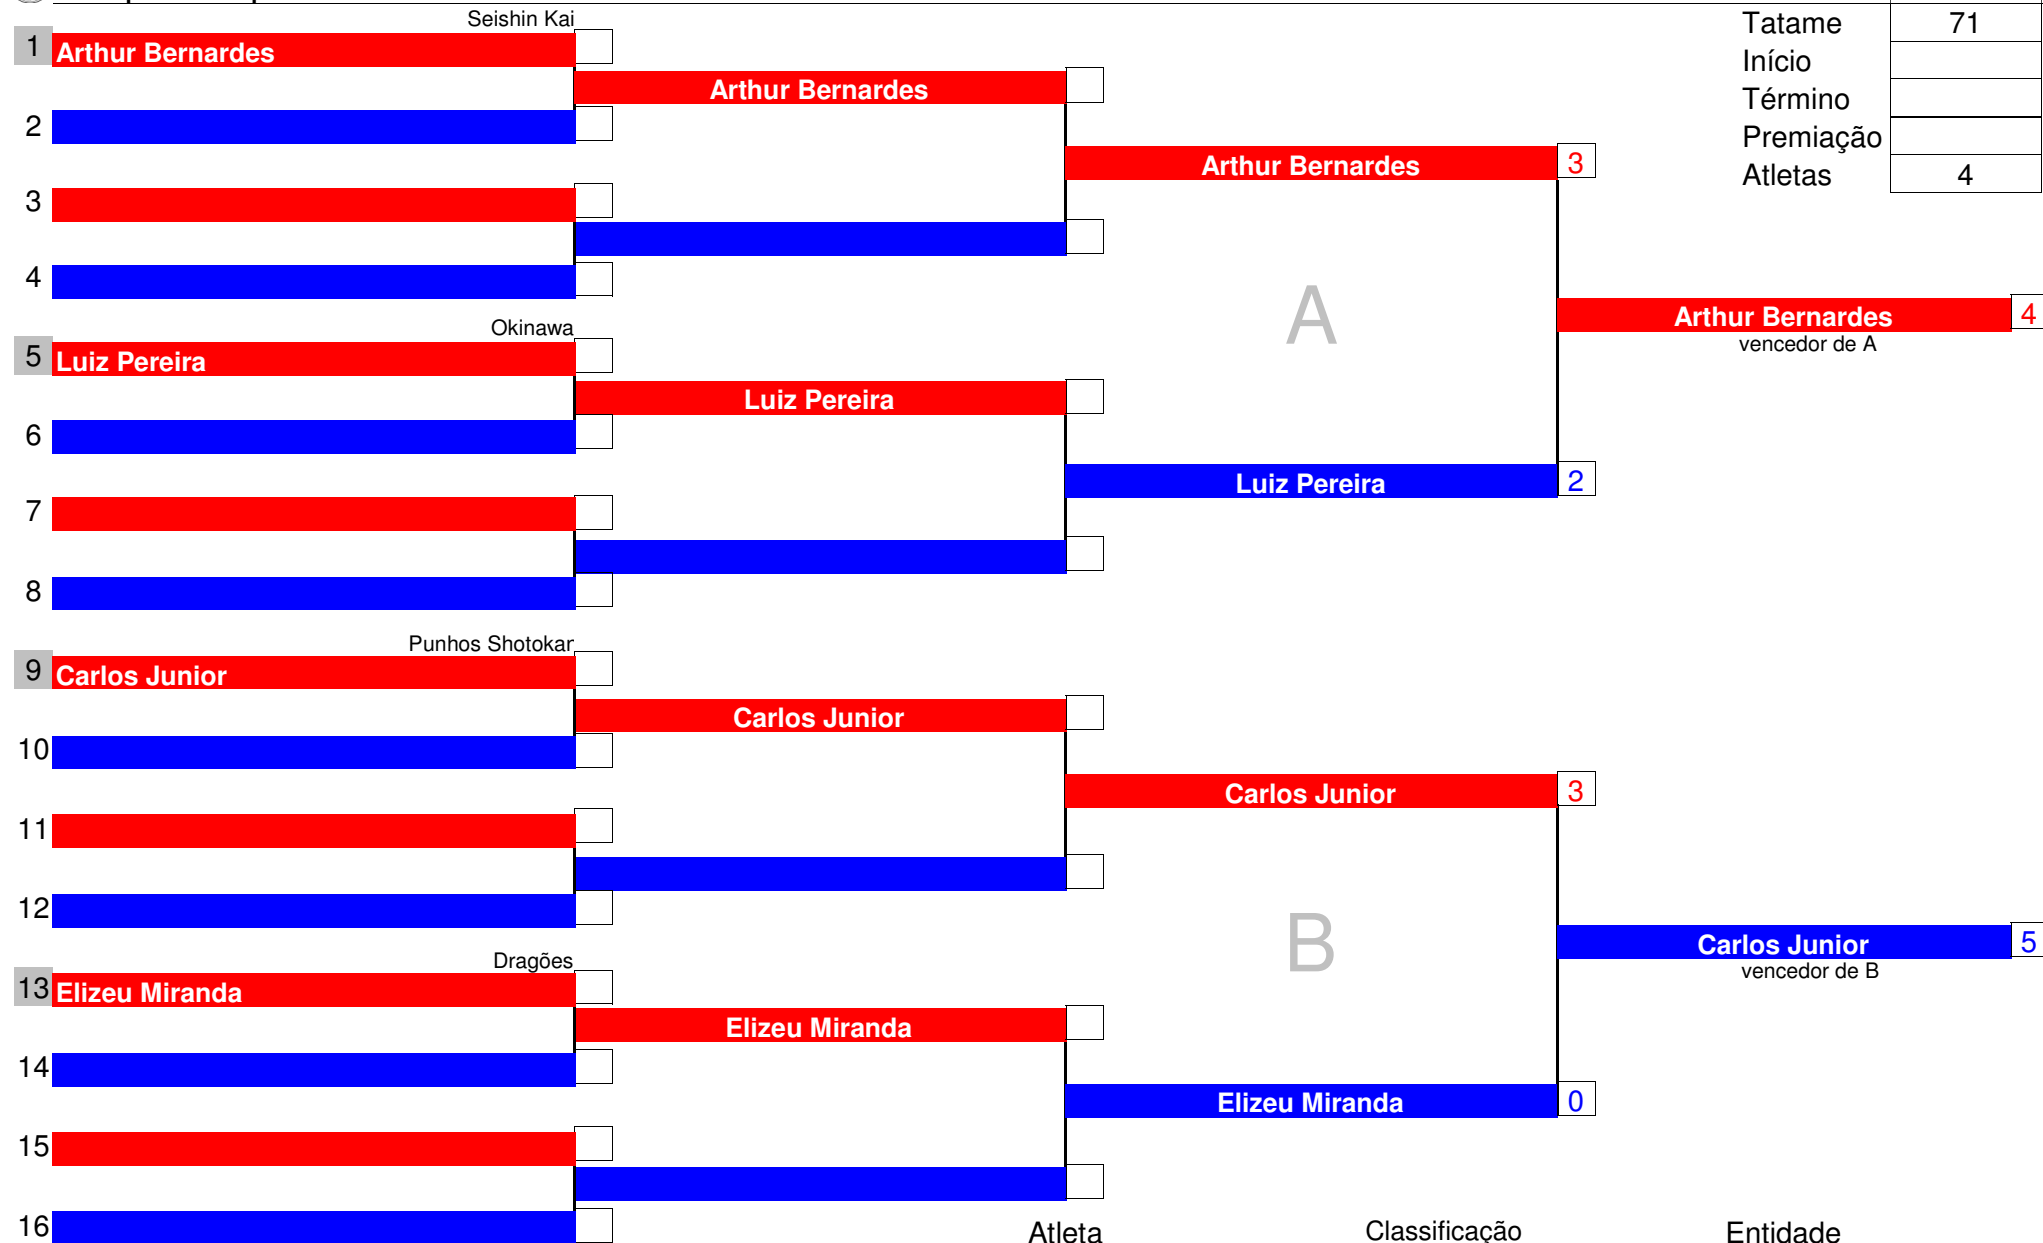 Seishin Kai
1 Arthur Bernardes
Arthur Bernardes
2
Arthur Bernardes 3
3
4
Okinawa
5 Luiz Pereira
Luiz Pereira
6
Luiz Pereira 2
7
8
A
Arthur Bernardes 4
vencedor de A
Punhos Shotokar
9 Carlos Junior
Carlos Junior
10
Carlos Junior 3
11
12
Dragões
13 Elizeu Miranda
Elizeu Miranda
14
Elizeu Miranda 0
15
16
B
Carlos Junior 5
vencedor de B
Tatame 71
Início
Término
Premiação
Atletas 4
Atleta Classificação Entidade